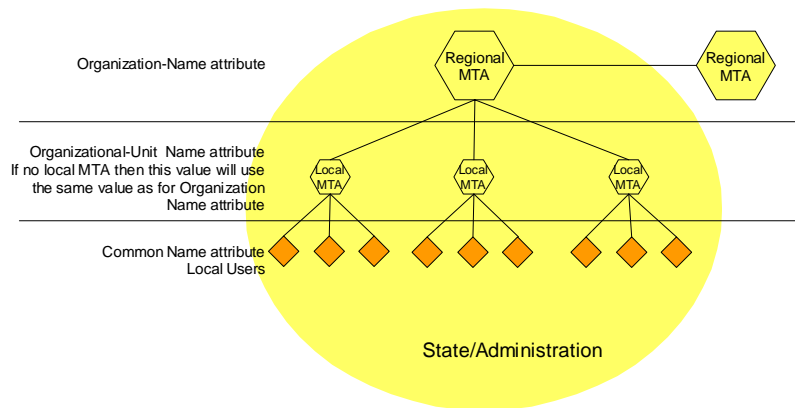 Organization-Name attribute
Regional
MTA
Regional
MTA
Organizational-Unit Name attribute
If no local MTA then this value will use
the same value as for Organization
Name attribute
Local
MTA
Local
MTA
Local
MTA
Common Name attribute
Local Users
State/Administration